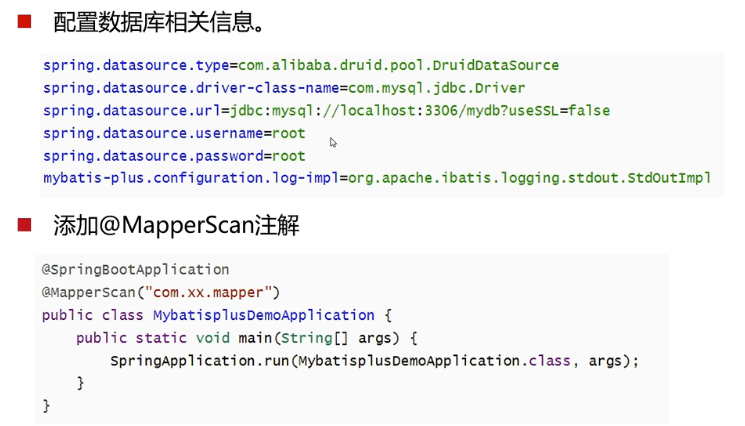 配置数据库相关信息。
spring.datasource.type=com.alibaba.druid.pool.DruidDataSource
spring.datasource.driver-class-name=com.mysql.jdbc.Driver
spring.datasource.url=jdbc:mysql://localhost:3306/mydb?useSSL=false
spring.datasource.username=root
spring.datasource.password=root
mybatis-plus.configuration.log-impl=org.apache.ibatis.logging.stdout.StdOutImpl
添加@MapperScan注解
@SpringBootApplication
@MapperScan("com.xx.mapper")
public class MybatisplusDemoApplication {
    public static void main(String[] args) {
        SpringApplication.run(MybatisplusDemoApplication.class, args);
    }
}